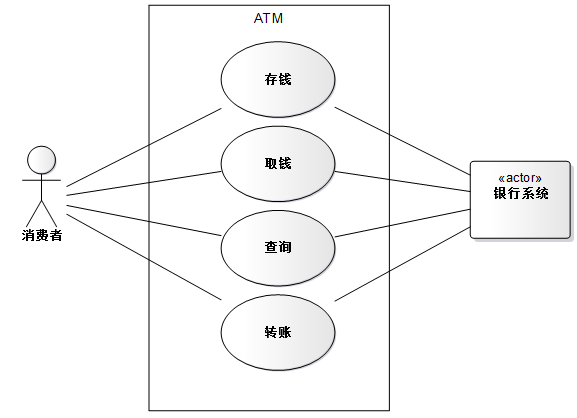 ATM
存钱
取钱
«actor»
银行系统
消费者
查询
转账